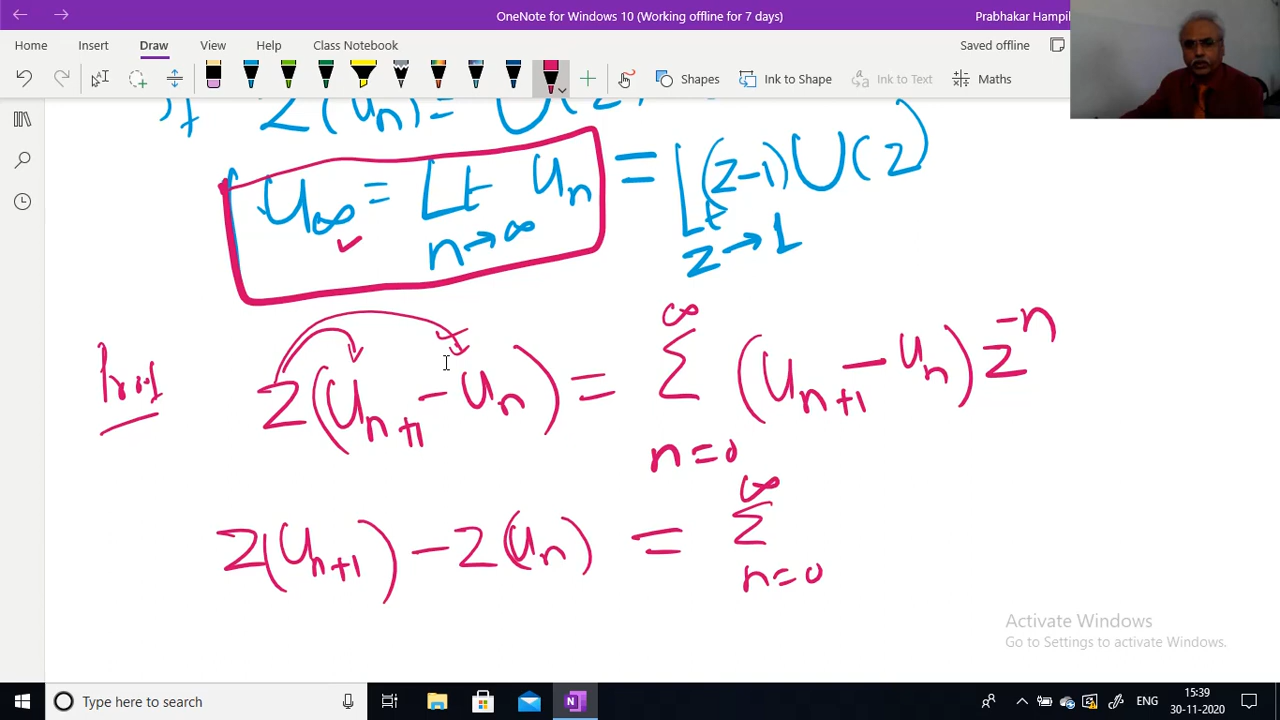 OneNote for Windows 10 (Working offline for 7 days)
Prabhakar Hampil
Home Insert Draw View Help Class Notebook
Saved offline
Shapes Ink to Shape Ink to Text Maths
If Z(un) = U(z)
u∞ = Lt n→∞ un = Lt z→1 (z-1)U(z)
Z(un+1 - un) = ∞ Σ n=0 (un+1 - un) z^-n
Z(un+1) - Z(un) = ∞ Σ n=0
Activate Windows
Go to Settings to activate Windows.
Type here to search
ENG
15:39
30-11-2020